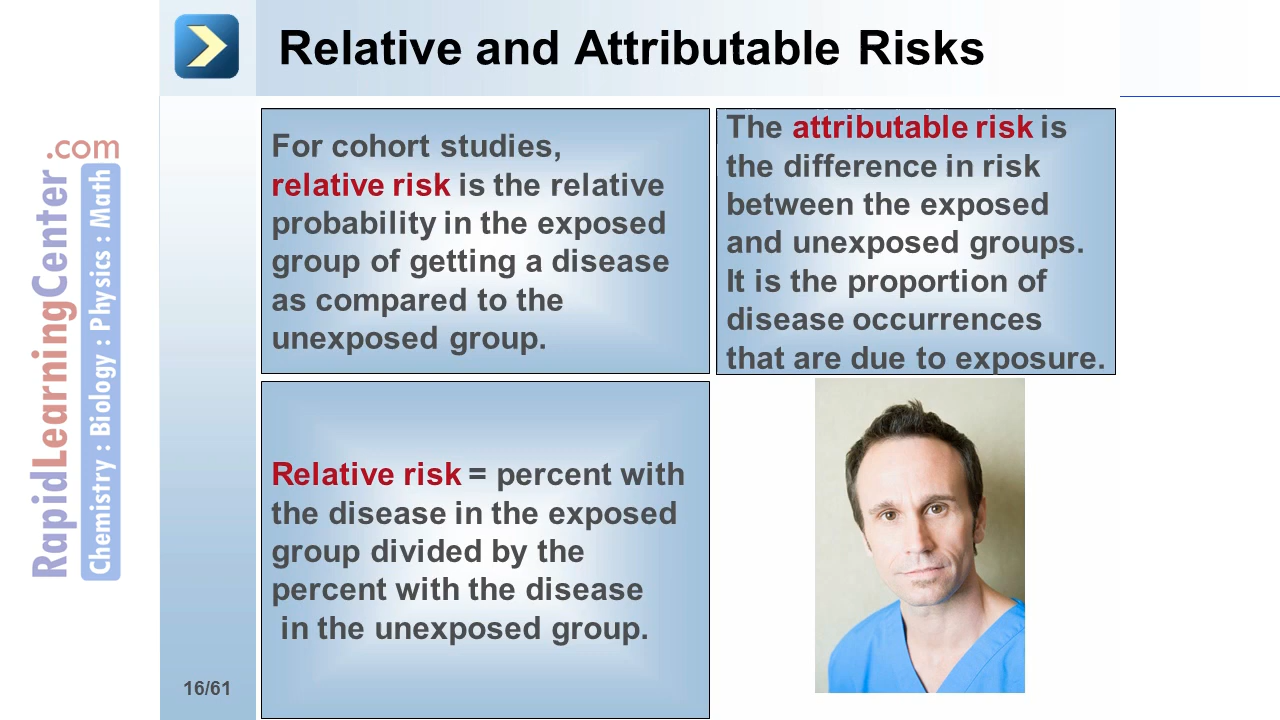 Relative and Attributable Risks
For cohort studies,
relative risk is the relative
probability in the exposed
group of getting a disease
as compared to the
unexposed group.
The attributable risk is
the difference in risk
between the exposed
and unexposed groups.
It is the proportion of
disease occurrences
that are due to exposure.
Relative risk = percent with
the disease in the exposed
group divided by the
percent with the disease
in the unexposed group.
RapidLearningCenter.com
Chemistry : Biology : Physics : Math
16/61